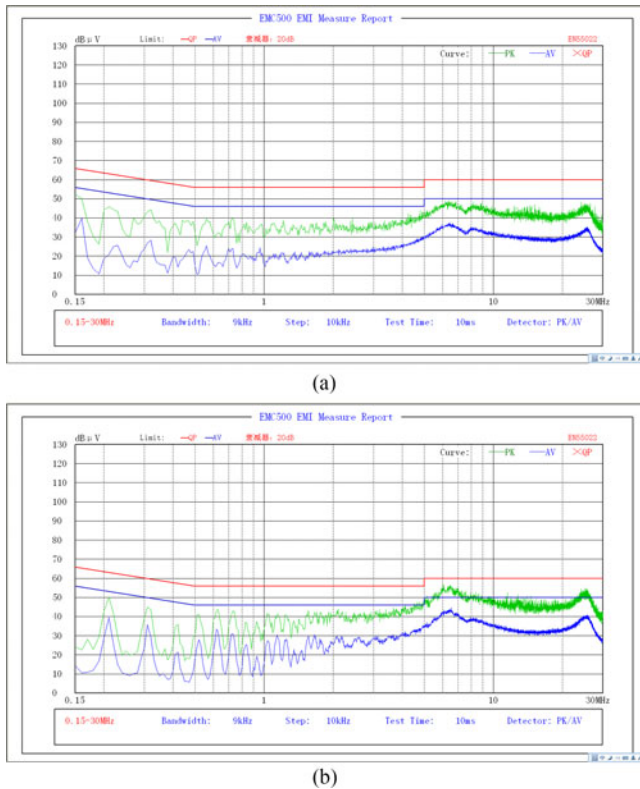 EMC500 EMI Measure Report
dBμV Limit: QP AV 衰减器: 20dB EN55022
Curve: PK AV ×QP
130
120
110
100
90
80
70
60
50
40
30
20
10
0
0.15 1 10 30MHz
0.15-30MHz Bandwidth: 9kHz Step: 10kHz Test Time: 10ms Detector: PK/AV
(a)
EMC500 EMI Measure Report
dBμV Limit: QP AV 衰减器: 20dB EN55022
Curve: PK AV ×QP
130
120
110
100
90
80
70
60
50
40
30
20
10
0
0.15 1 10 30MHz
0.15-30MHz Bandwidth: 9kHz Step: 10kHz Test Time: 10ms Detector: PK/AV
(b)